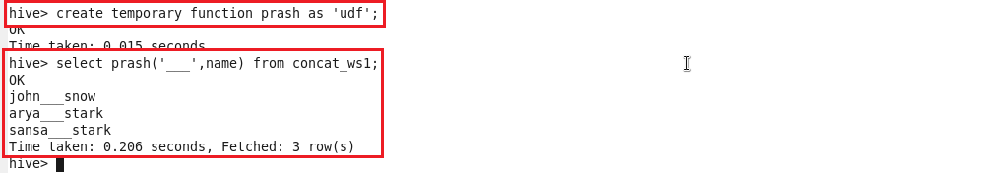 hive> create temporary function prash as 'udf';
OK
Time taken: 0.015 seconds
hive> select prash('___',name) from concat_ws1;
OK
john___snow
arya___stark
sansa___stark
Time taken: 0.206 seconds, Fetched: 3 row(s)
hive>